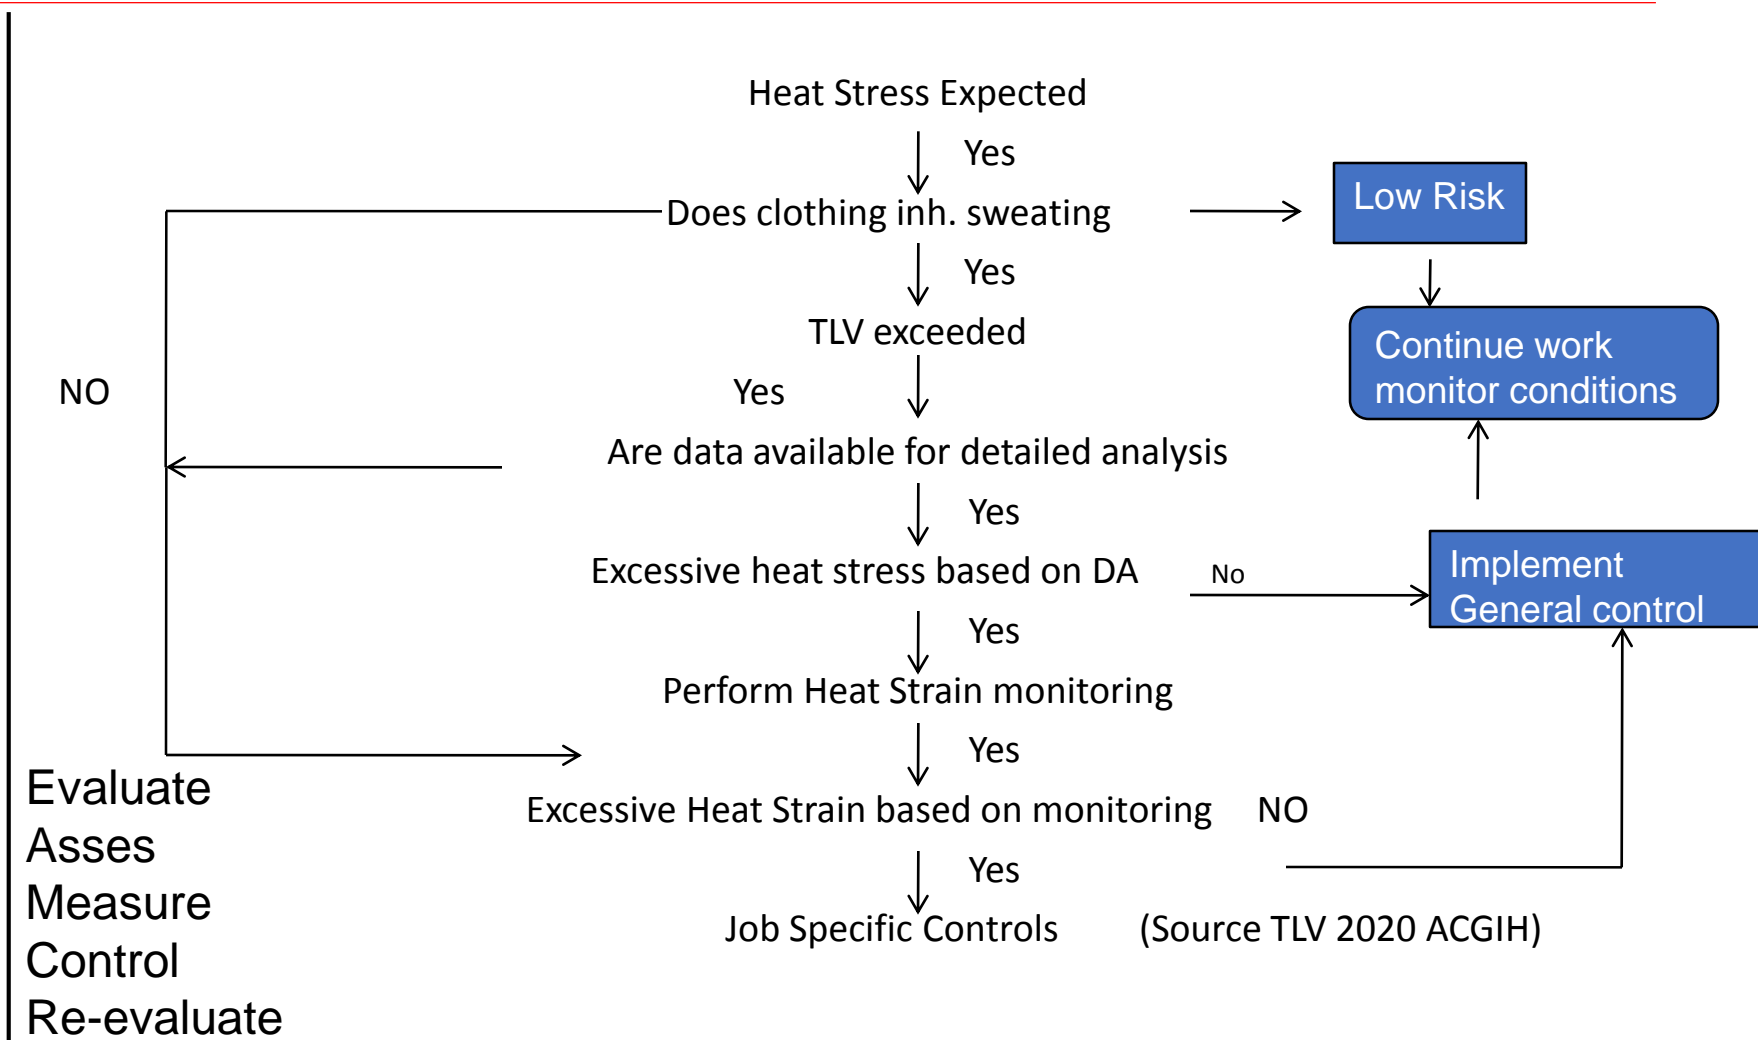 Heat Stress Expected
Yes
Does clothing inh. sweating
Low Risk
Yes
TLV exceeded
Continue work
monitor conditions
NO
Yes
Are data available for detailed analysis
Yes
Excessive heat stress based on DA
No
Implement
General control
Yes
Perform Heat Strain monitoring
Yes
Excessive Heat Strain based on monitoring
NO
Yes
Job Specific Controls
(Source TLV 2020 ACGIH)
Evaluate
Asses
Measure
Control
Re-evaluate